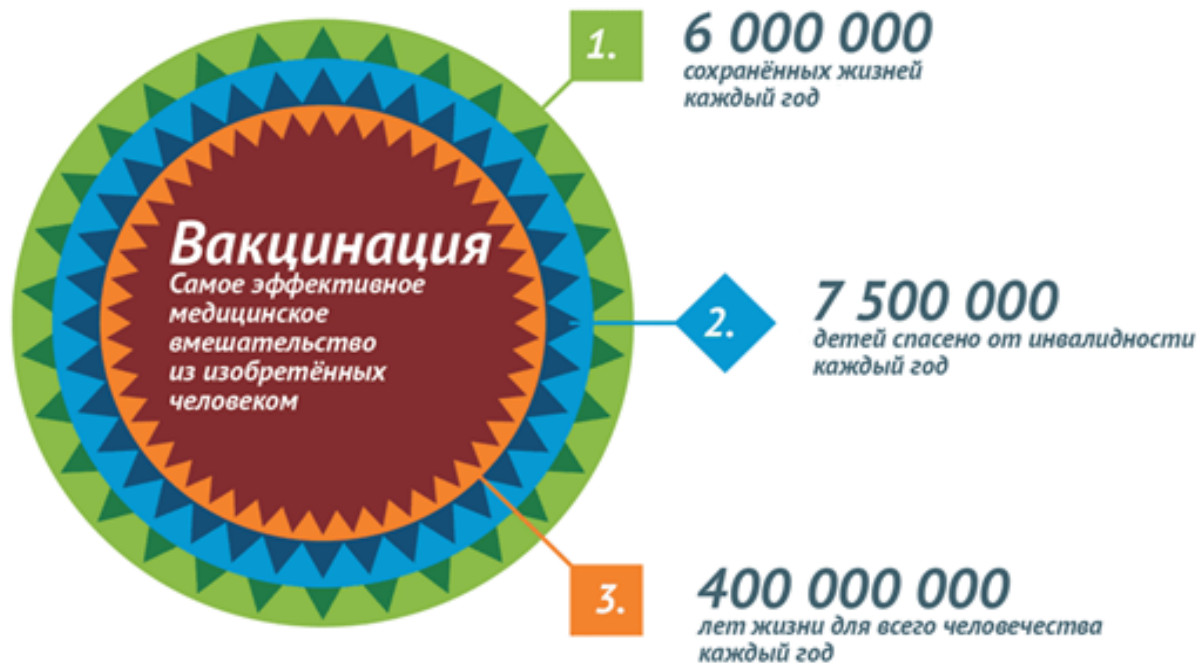 Вакцинация
Самое эффективное
медицинское
вмешательство
из изобретённых
человеком
1.
6 000 000
сохранённых жизней
каждый год
2.
7 500 000
детей спасено от инвалидности
каждый год
3.
400 000 000
лет жизни для всего человечества
каждый год